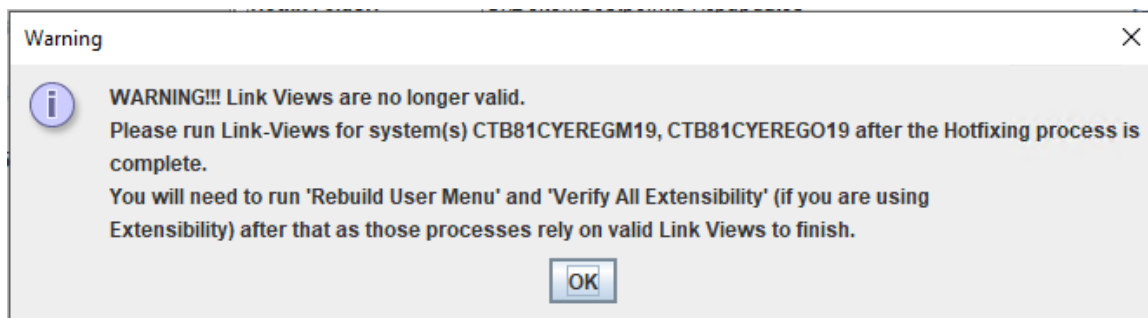 Warning
WARNING!!! Link Views are no longer valid.
Please run Link-Views for system(s) CTB81CYEREGM19, CTB81CYEREGO19 after the Hotfixing process is
complete.
You will need to run 'Rebuild User Menu' and 'Verify All Extensibility' (if you are using
Extensibility) after that as those processes rely on valid Link Views to finish.
OK